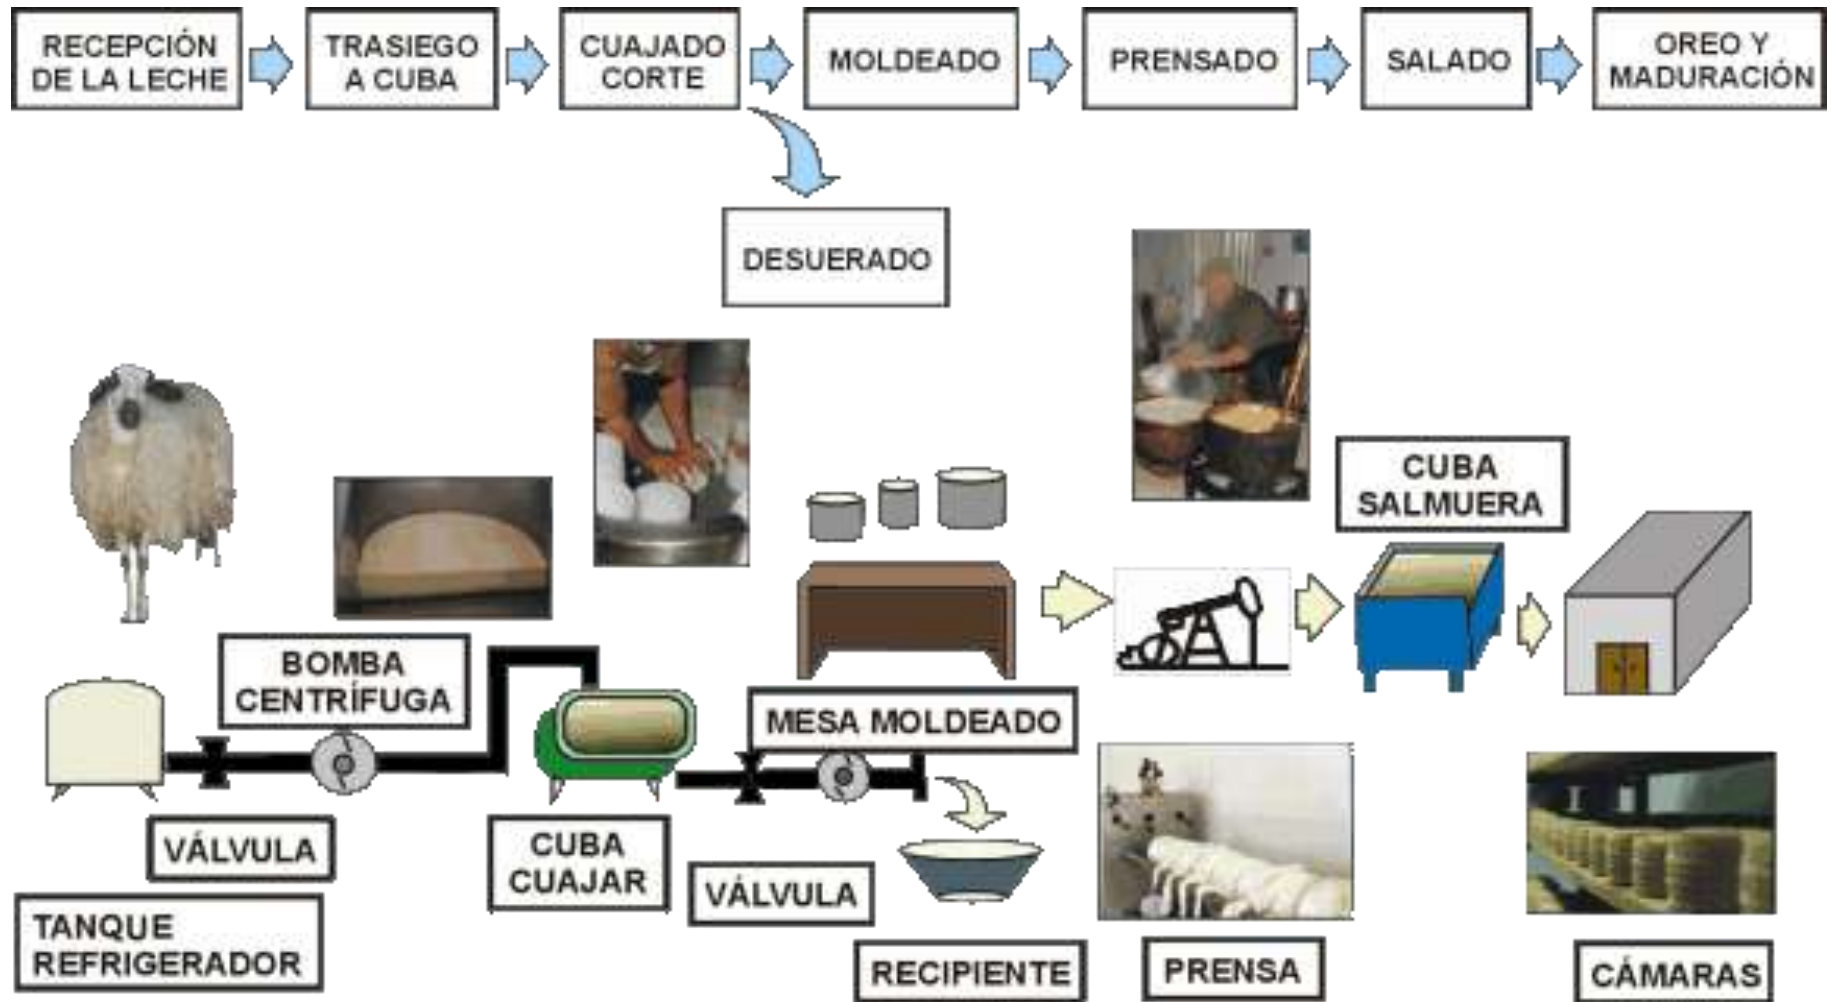 RECEPCIÓN
DE LA LECHE
TRASIEGO
A CUBA
CUAJADO
CORTE
MOLDEADO
PRENSADO
SALADO
OREO Y
MADURACIÓN
DESUERADO
CUBA
SALMUERA
BOMBA
CENTRÍFUGA
MESA MOLDEADO
VÁLVULA
CUBA
CUAJAR
VÁLVULA
TANQUE
REFRIGERADOR
RECIPIENTE
PRENSA
CÁMARAS